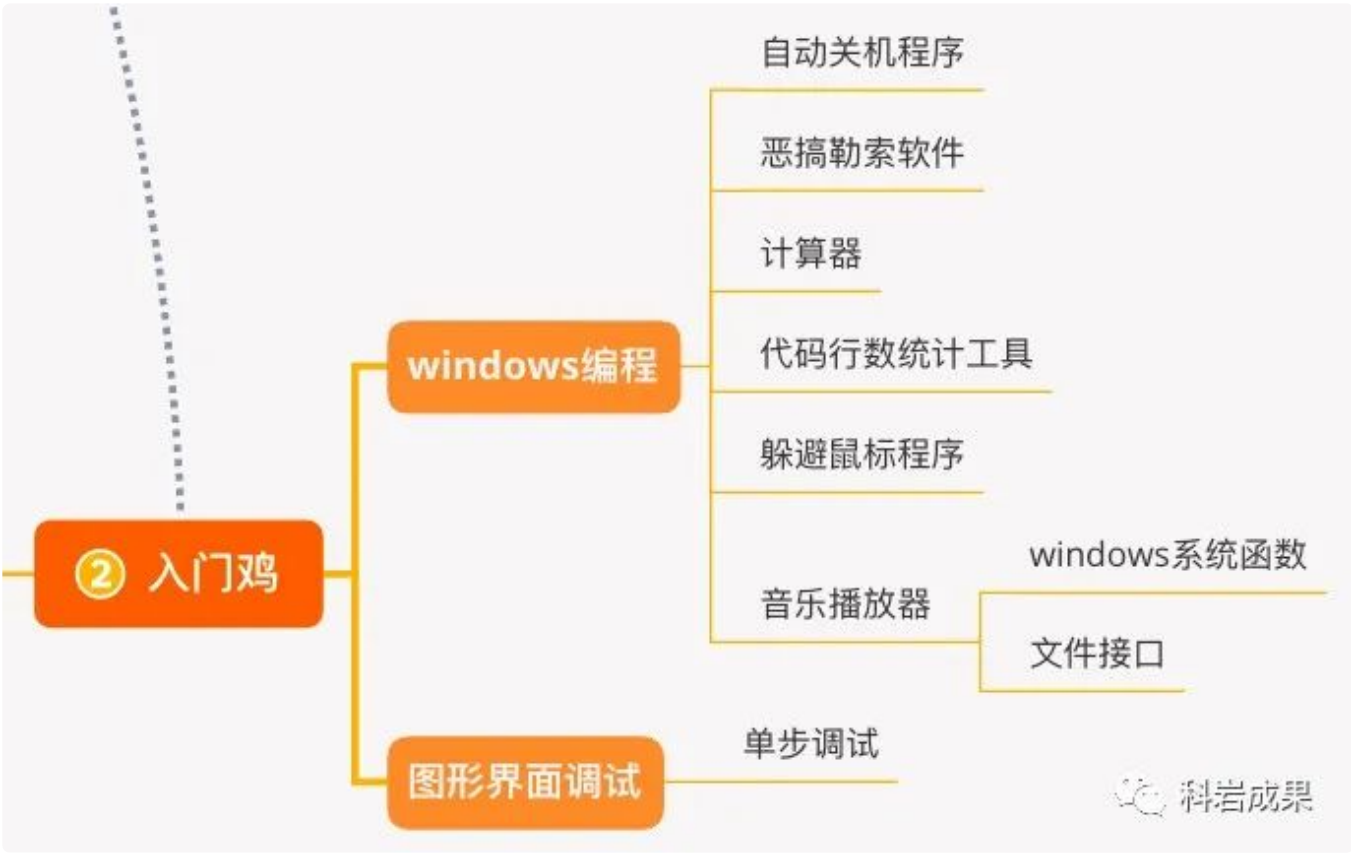 自动关机程序
恶搞勒索软件
计算器
代码行数统计工具
躲避鼠标程序
音乐播放器
windows系统函数
文件接口
windows编程
② 入门鸡
图形界面调试
单步调试
科岩成果